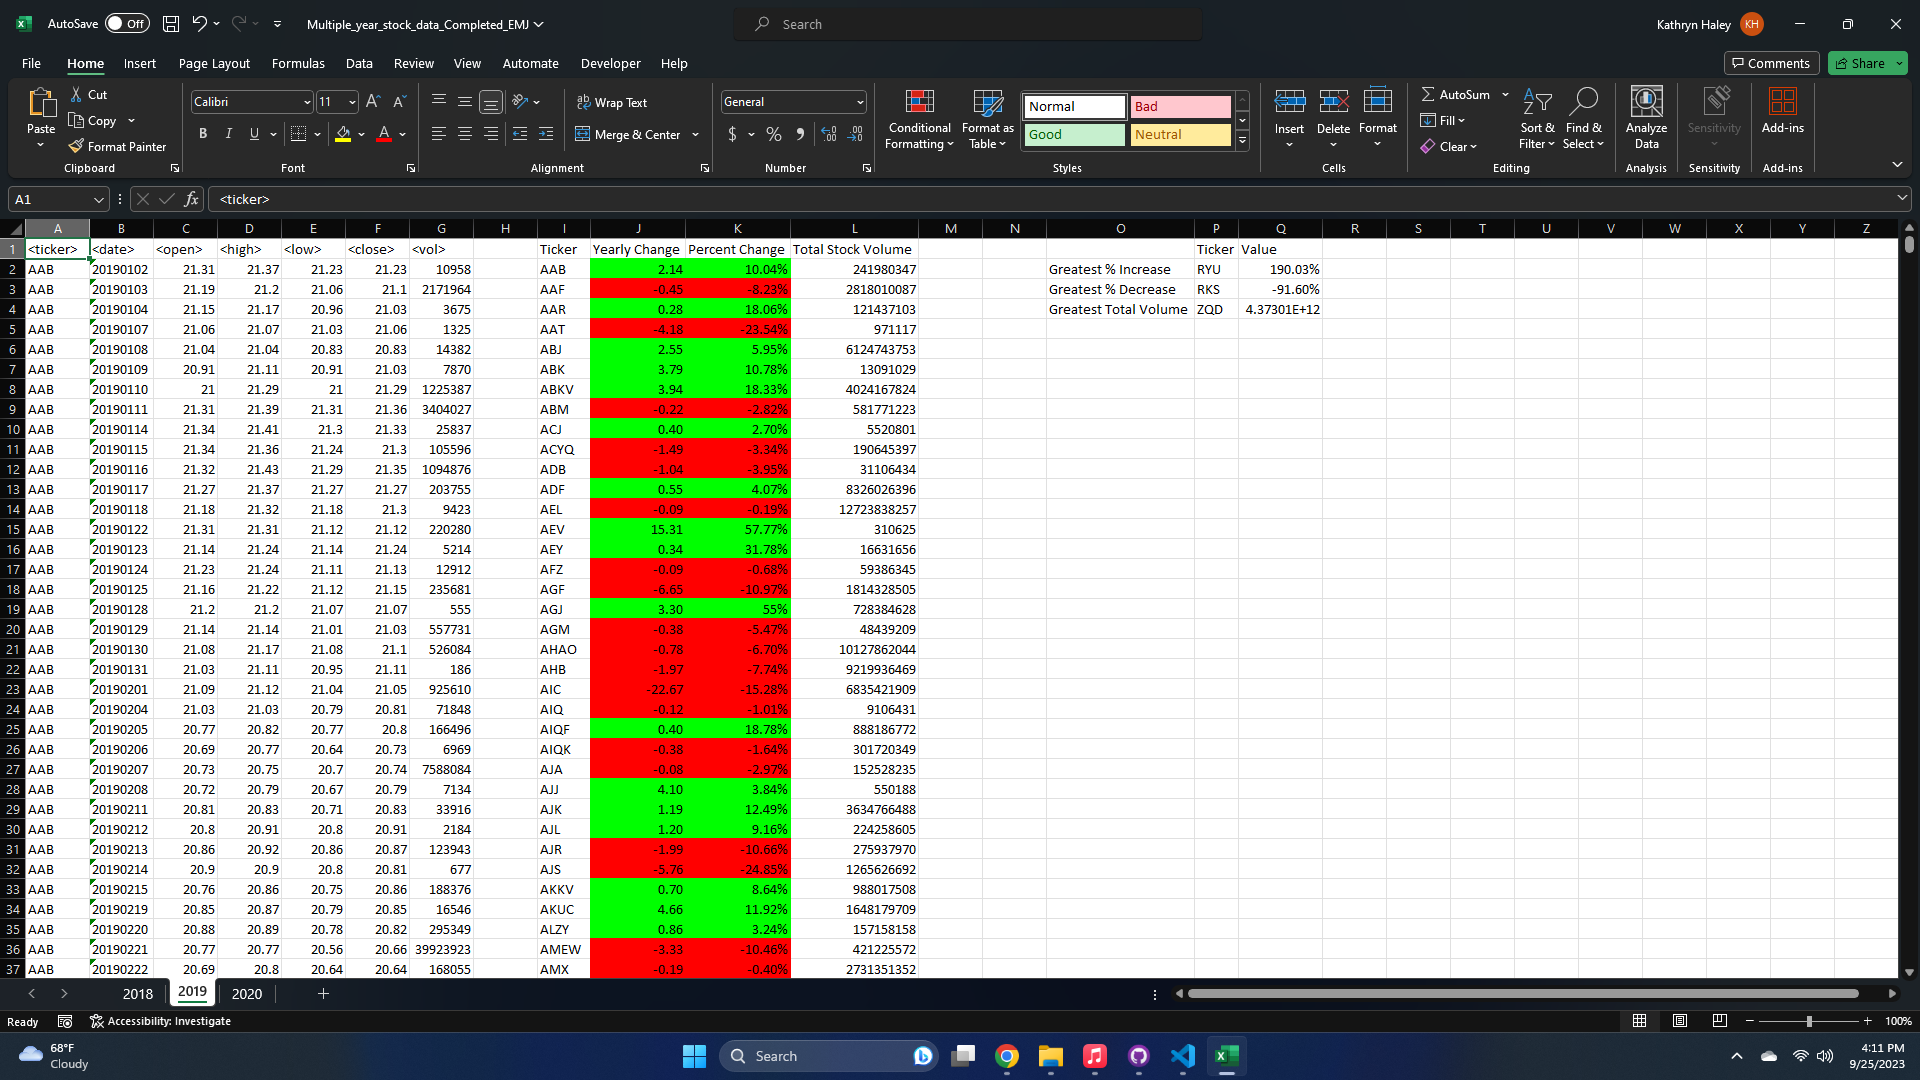 AutoSave Off Multiple_year_stock_data_Completed_EMJ Search Kathryn Haley KH
File Home Insert Page Layout Formulas Data Review View Automate Developer Help Comments Share
Paste Cut Copy Format Painter Clipboard
Calibri 11 B I U A Font
Wrap Text Merge & Center Alignment
General $ % Number
Conditional Formatting Format as Table Normal Bad Good Neutral Styles
Insert Delete Format Cells
AutoSum Fill Clear Sort & Filter Find & Select Editing
Analyze Data Analysis Sensitivity Sensitivity Add-ins Add-ins
A1 fx <ticker>
A B C D E F G H I J K L M N O P Q R S T U V W X Y Z
1 <ticker> <date> <open> <high> <low> <close> <vol> Ticker Yearly Change Percent Change Total Stock Volume Ticker Value
2 AAB 20190102 21.31 21.37 21.23 21.23 10958 AAB 2.14 10.04% 241980347 Greatest % Increase RYU 190.03%
3 AAB 20190103 21.19 21.2 21.06 21.1 2171964 AAF -0.45 -8.23% 2818010087 Greatest % Decrease RKS -91.60%
4 AAB 20190104 21.15 21.17 20.96 21.03 3675 AAR 0.28 18.06% 121437103 Greatest Total Volume ZQD 4.37301E+12
5 AAB 20190107 21.06 21.07 21.03 21.06 1325 AAT -4.18 -23.54% 971117
6 AAB 20190108 21.04 21.04 20.83 20.83 14382 ABJ 2.55 5.95% 6124743753
7 AAB 20190109 20.91 21.11 20.91 21.03 7870 ABK 3.79 10.78% 13091029
8 AAB 20190110 21 21.29 21 21.29 1225387 ABKV 3.94 18.33% 4024167824
9 AAB 20190111 21.31 21.39 21.31 21.36 3404027 ABM -0.22 -2.82% 581771223
10 AAB 20190114 21.34 21.41 21.3 21.33 25837 ACJ 0.40 2.70% 5520801
11 AAB 20190115 21.34 21.36 21.24 21.3 105596 ACYQ -1.49 -3.34% 190645397
12 AAB 20190116 21.32 21.43 21.29 21.35 1094876 ADB -1.04 -3.95% 31106434
13 AAB 20190117 21.27 21.37 21.27 21.27 203755 ADF 0.55 4.07% 8326026396
14 AAB 20190118 21.18 21.32 21.18 21.3 9423 AEL -0.09 -0.19% 12723838257
15 AAB 20190122 21.31 21.31 21.12 21.12 220280 AEV 15.31 57.77% 310625
16 AAB 20190123 21.14 21.24 21.14 21.24 5214 AEY 0.34 31.78% 16631656
17 AAB 20190124 21.23 21.24 21.11 21.13 12912 AFZ -0.09 -0.68% 59386345
18 AAB 20190125 21.16 21.22 21.12 21.15 235681 AGF -6.65 -10.97% 1814328505
19 AAB 20190128 21.2 21.2 21.07 21.07 555 AGJ 3.30 55% 728384628
20 AAB 20190129 21.14 21.14 21.01 21.03 557731 AGM -0.38 -5.47% 48439209
21 AAB 20190130 21.08 21.17 21.08 21.1 526084 AHAO -0.78 -6.70% 10127862044
22 AAB 20190131 21.03 21.11 20.95 21.11 186 AHB -1.97 -7.74% 9219936469
23 AAB 20190201 21.09 21.12 21.04 21.05 925610 AIC -22.67 -15.28% 6835421909
24 AAB 20190204 21.03 21.03 20.79 20.81 71848 AIQ -0.12 -1.01% 9106431
25 AAB 20190205 20.77 20.82 20.77 20.8 166496 AIQF 0.40 18.78% 888186772
26 AAB 20190206 20.69 20.77 20.64 20.73 6969 AIQK -0.38 -1.64% 301720349
27 AAB 20190207 20.73 20.75 20.7 20.74 7588084 AJA -0.08 -2.97% 152528235
28 AAB 20190208 20.72 20.79 20.67 20.79 7134 AJJ 4.10 3.84% 550188
29 AAB 20190211 20.81 20.83 20.71 20.83 33916 AJK 1.19 12.49% 3634766488
30 AAB 20190212 20.8 20.91 20.8 20.91 2184 AJL 1.20 9.16% 224258605
31 AAB 20190213 20.86 20.92 20.86 20.87 123943 AJR -1.99 -10.66% 275937970
32 AAB 20190214 20.9 20.9 20.8 20.81 677 AJS -5.76 -24.85% 1265626692
33 AAB 20190215 20.76 20.86 20.75 20.86 188376 AKKV 0.70 8.64% 988017508
34 AAB 20190219 20.85 20.87 20.79 20.85 16546 AKUC 4.66 11.92% 1648179709
35 AAB 20190220 20.88 20.89 20.78 20.82 295349 ALZY 0.86 3.24% 157158158
36 AAB 20190221 20.77 20.77 20.56 20.66 39923923 AMEW -3.33 -10.46% 421225572
37 AAB 20190222 20.69 20.8 20.64 20.64 168055 AMX -0.19 -0.40% 2731351352
2018 2019 2020
Ready Accessibility: Investigate 100%
68°F
Cloudy
Search
4:11 PM
9/25/2023